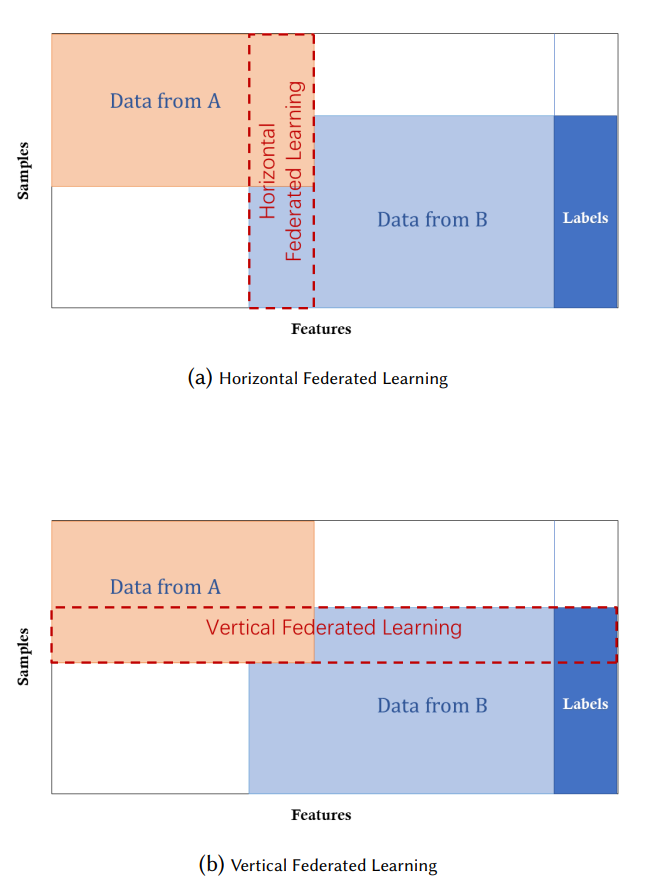 Data from A
Horizontal
Federated Learning
Samples
Data from B
Labels
Features
(a) Horizontal Federated Learning
Data from A
Vertical Federated Learning
Samples
Data from B
Labels
Features
(b) Vertical Federated Learning